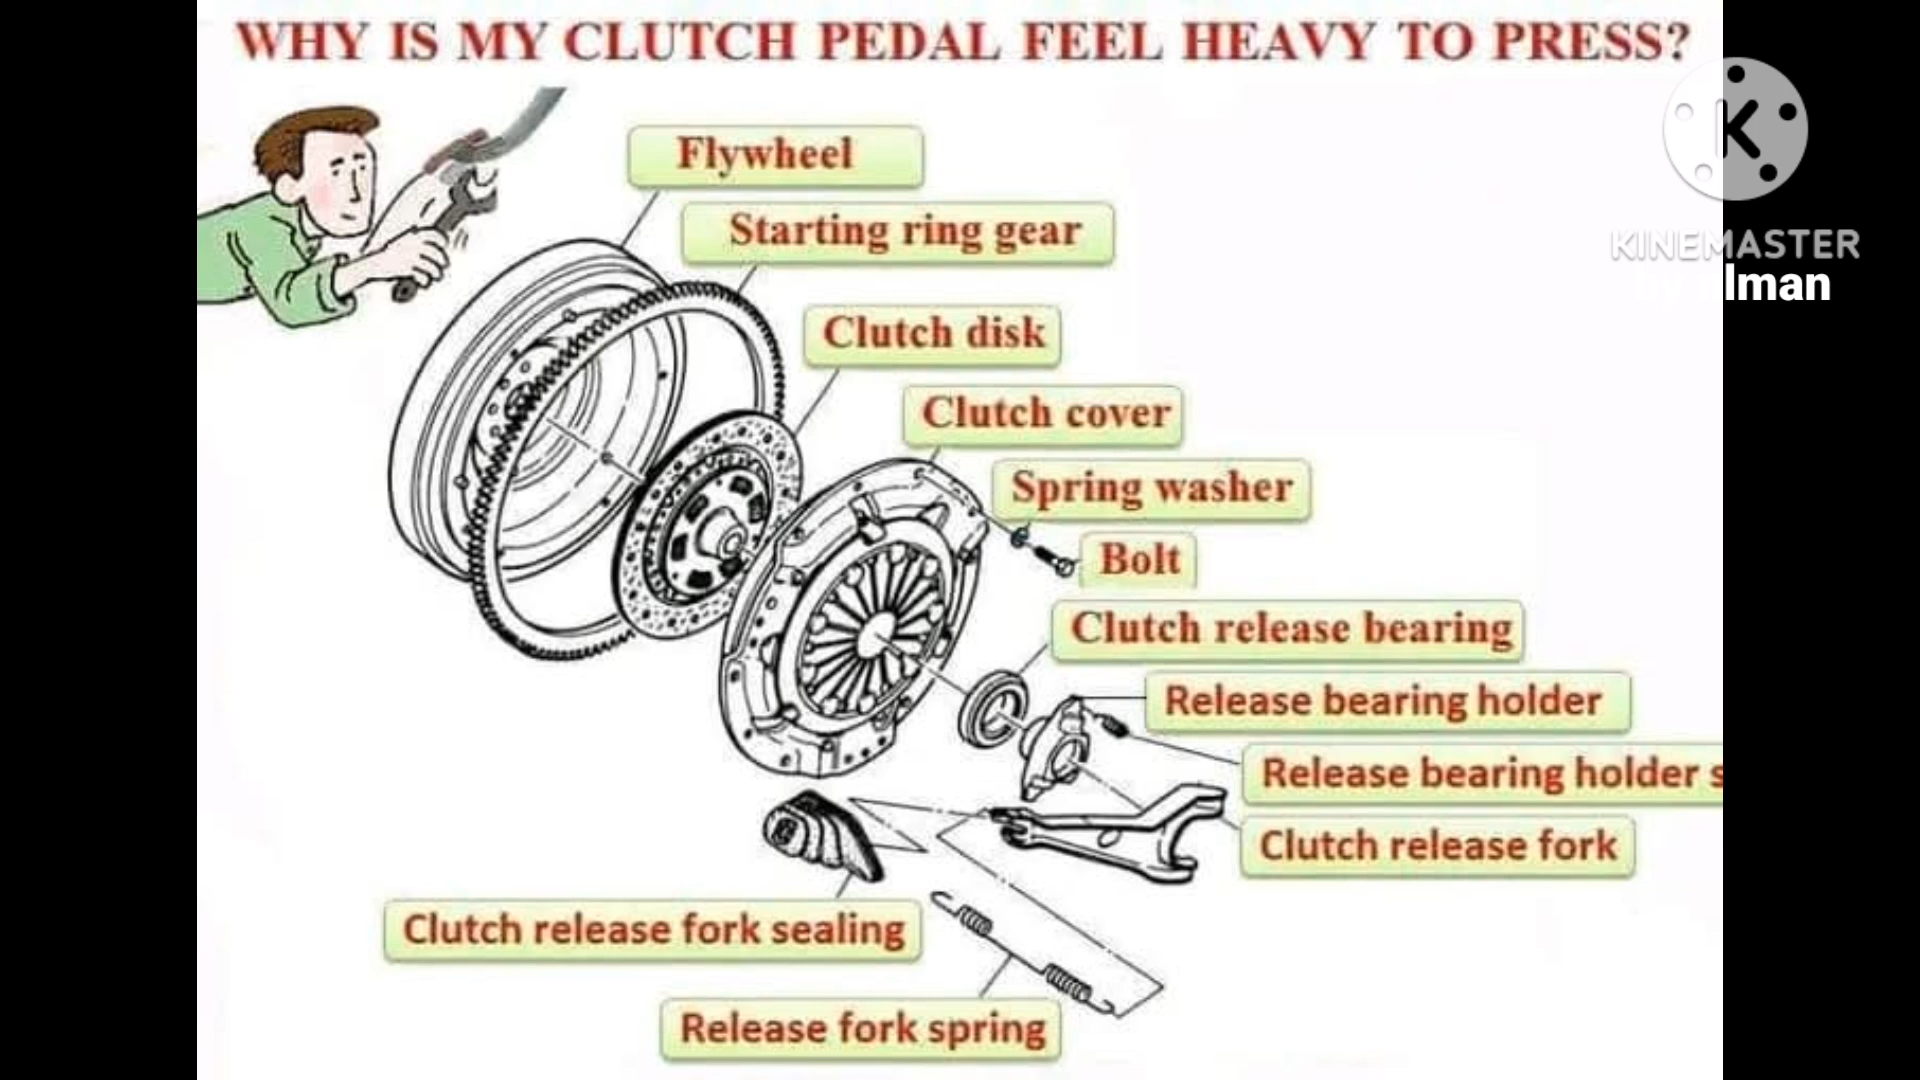 WHY IS MY CLUTCH PEDAL FEEL HEAVY TO PRESS?
Flywheel
Starting ring gear
Clutch disk
Clutch cover
Spring washer
Bolt
Clutch release bearing
Release bearing holder
Release bearing holder s
Clutch release fork
Clutch release fork sealing
Release fork spring
K
KINEMASTER